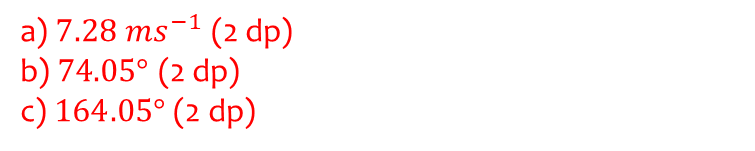 a) 7.28 ms⁻¹ (2 dp)
b) 74.05° (2 dp)
c) 164.05° (2 dp)